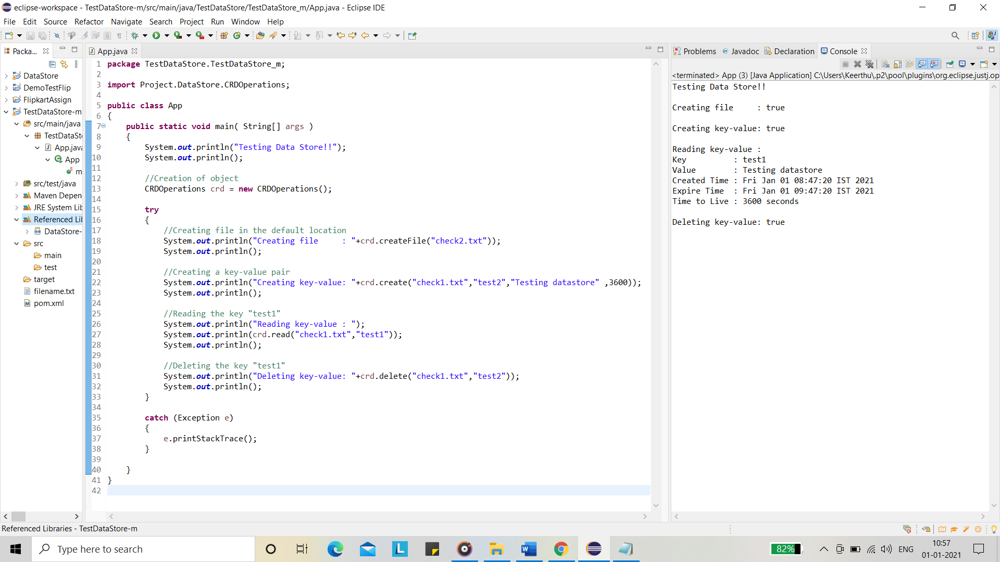 eclipse-workspace - TestDataStore-m/src/main/java/TestDataStore/TestDataStore_m/App.java - Eclipse IDE
File Edit Source Refactor Navigate Search Project Run Window Help
Packa...
DataStore
DemoTestFlip
FlipkartAssign
TestDataStore-m
src/main/java
TestDataSt
App.java
App
m
src/test/java
Maven Depen
JRE System Lib
Referenced Li
DataStore-
src
main
test
target
filename.txt
pom.xml
App.java
1 package TestDataStore.TestDataStore_m;
2
3 import Project.DataStore.CRDOperations;
4
5 public class App
6 {
7 public static void main( String[] args )
8 {
9 System.out.println("Testing Data Store!!");
10 System.out.println();
11
12 //Creation of object
13 CRDOperations crd = new CRDOperations();
14
15 try
16 {
17 //Creating file in the default location
18 System.out.println("Creating file     : "+crd.createFile("check2.txt"));
19 System.out.println();
20
21 //Creating a key-value pair
22 System.out.println("Creating key-value: "+crd.create("check1.txt","test2","Testing datastore" ,3600));
23 System.out.println();
24
25 //Reading the key "test1"
26 System.out.println("Reading key-value : ");
27 System.out.println(crd.read("check1.txt","test1"));
28 System.out.println();
29
30 //Deleting the key "test1"
31 System.out.println("Deleting key-value: "+crd.delete("check1.txt","test2"));
32 System.out.println();
33 }
34
35 catch (Exception e)
36 {
37 e.printStackTrace();
38 }
39
40 }
41 }
42
Problems Javadoc Declaration Console
<terminated> App (3) [Java Application] C:\Users\Keerthu\.p2\pool\plugins\org.eclipse.justj.op
Testing Data Store!!
Creating file     : true
Creating key-value: true
Reading key-value :
Key          : test1
Value        : Testing datastore
Created Time : Fri Jan 01 08:47:20 IST 2021
Expire Time  : Fri Jan 01 09:47:20 IST 2021
Time to Live : 3600 seconds
Deleting key-value: true
Referenced Libraries - TestDataStore-m
Type here to search
82%
ENG
10:57
01-01-2021